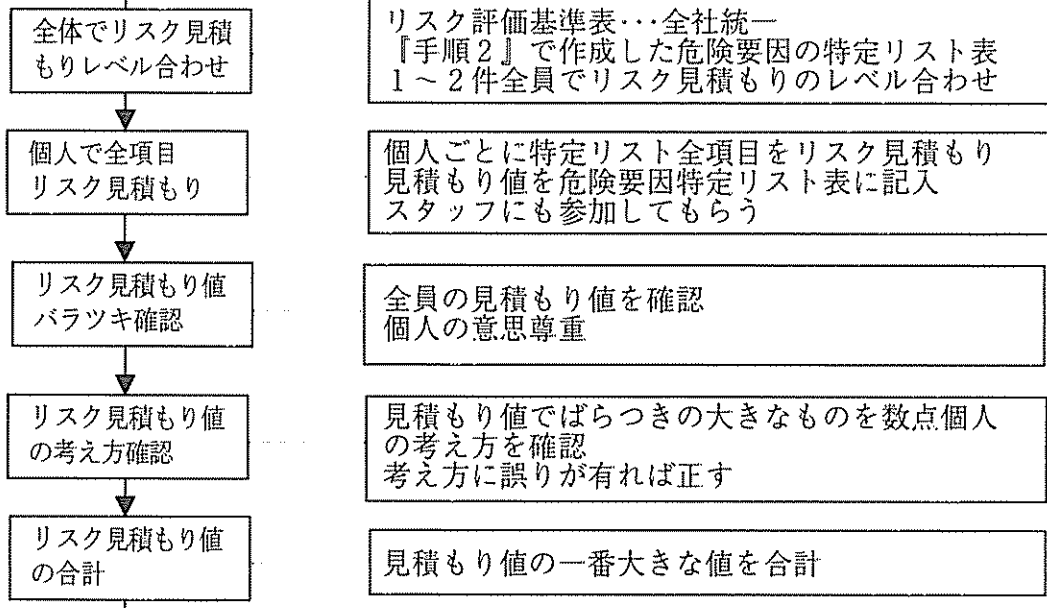 全体でリスク見積
もりレベル合わせ
リスク評価基準表･･･全社統一
『手順２』で作成した危険要因の特定リスト表
１～２件全員でリスク見積もりのレベル合わせ
個人で全項目
リスク見積もり
個人ごとに特定リスト全項目をリスク見積もり
見積もり値を危険要因特定リスト表に記入
スタッフにも参加してもらう
リスク見積もり値
バラツキ確認
全員の見積もり値を確認
個人の意思尊重
リスク見積もり値
の考え方確認
見積もり値でばらつきの大きなものを数点個人
の考え方を確認
考え方に誤りが有れば正す
リスク見積もり値
の合計
見積もり値の一番大きな値を合計